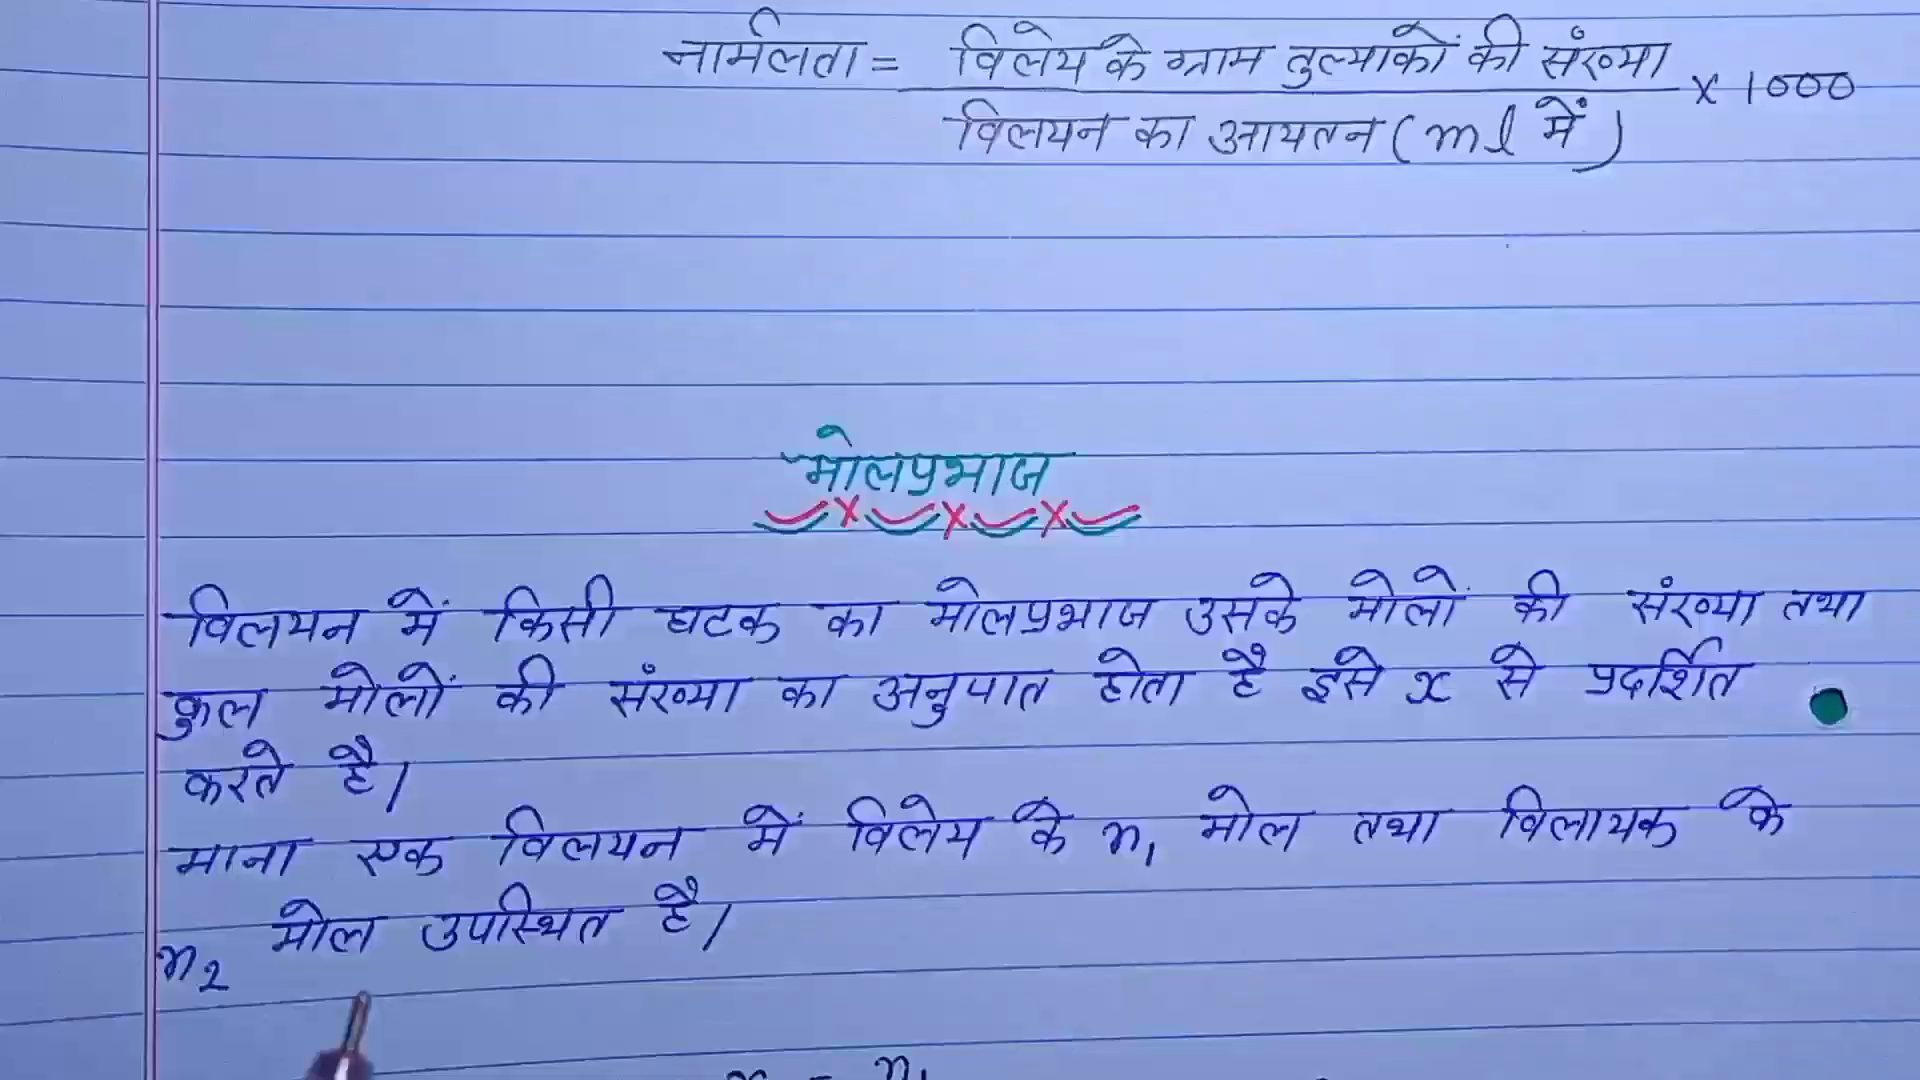 नार्मलता = विलेय के ग्राम तुल्याकों की संख्या × 1000
विलयन का आयतन (ml में)
मोलप्रभाज
विलयन में किसी घटक का मोलप्रभाज उसके मोलों की संख्या तथा
कुल मोलों की संख्या का अनुपात होता है इसे x से प्रदर्शित
करते है।
माना एक विलयन में विलेय के n₁ मोल तथा विलायक के
n₂ मोल उपस्थित है।
= n₁